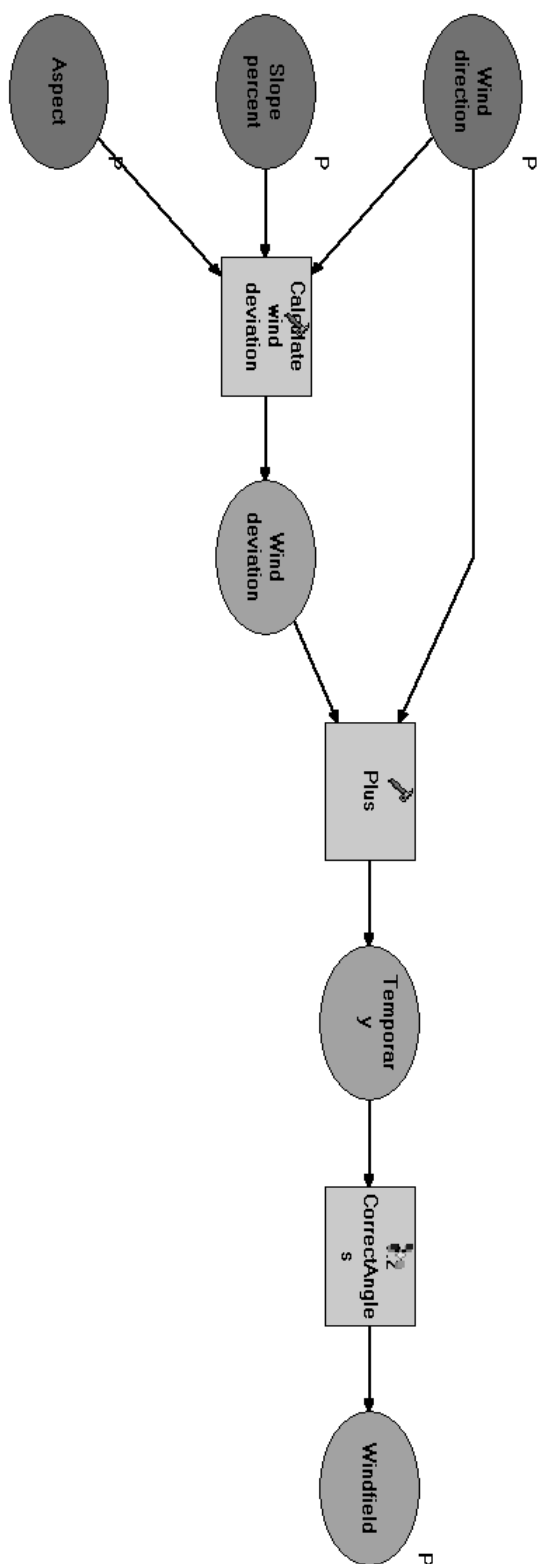 Wind
direction
P
Slope
percent
P
Aspect
P
Calculate
wind
deviation
Wind
deviation
Plus
Temporar
y
CorrectAngle
s
Windfield
P